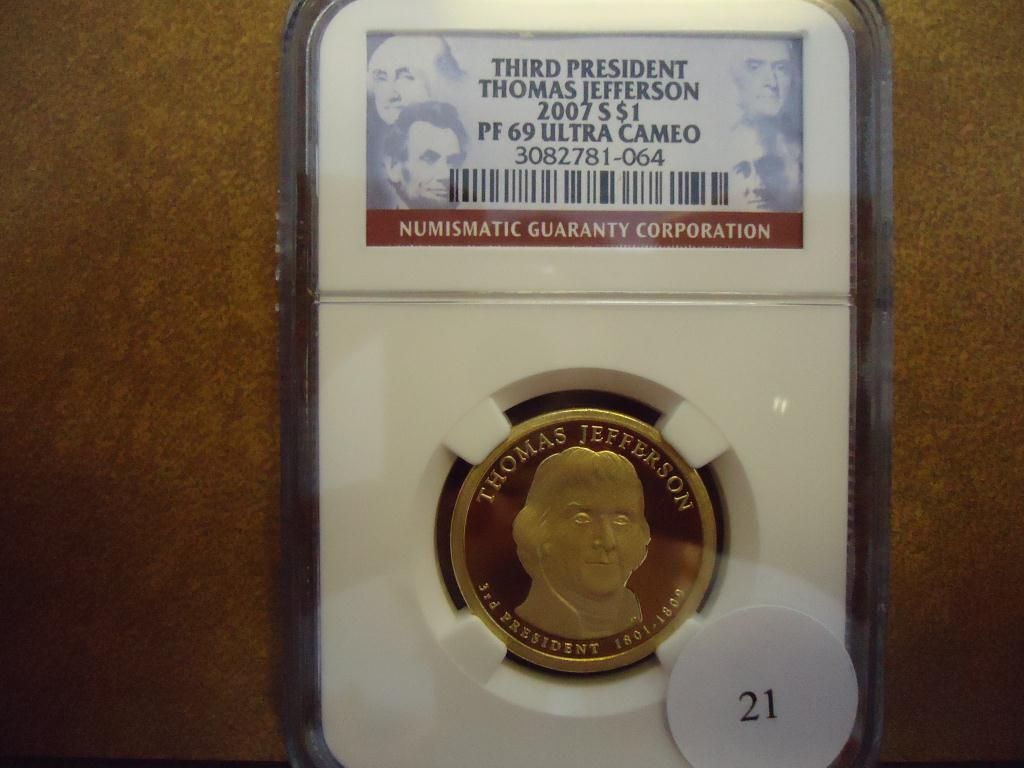 THIRD PRESIDENT
THOMAS JEFFERSON
2007 S $1
PF 69 ULTRA CAMEO
3082781-064
NUMISMATIC GUARANTY CORPORATION
THOMAS JEFFERSON
3rd PRESIDENT 1801-1809
21